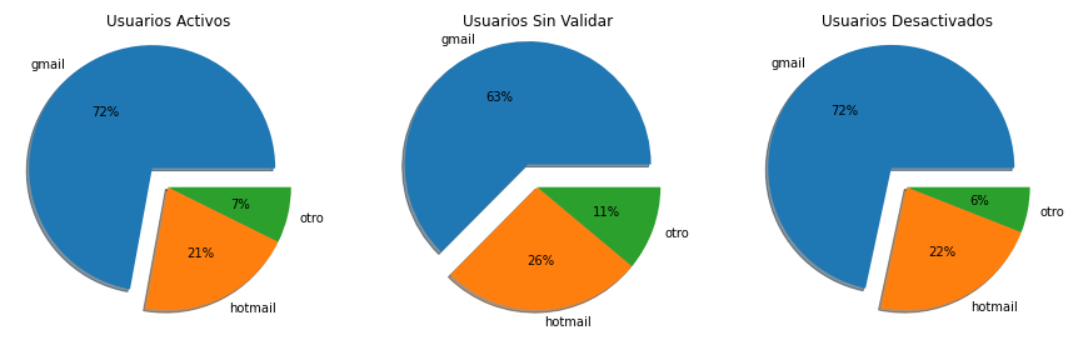 Usuarios Activos
gmail
72%
7%
otro
21%
hotmail
Usuarios Sin Validar
gmail
63%
11%
otro
26%
hotmail
Usuarios Desactivados
gmail
72%
6%
otro
22%
hotmail